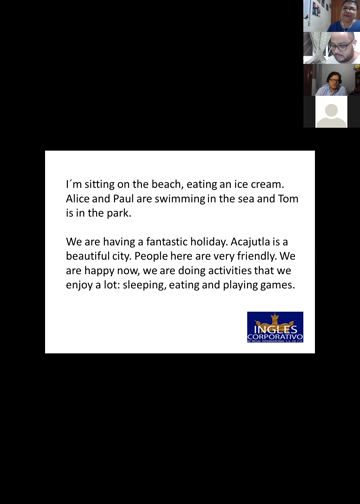 I´m sitting on the beach, eating an ice cream.
Alice and Paul are swimming in the sea and Tom
is in the park.
We are having a fantastic holiday. Acajutla is a
beautiful city. People here are very friendly. We
are happy now, we are doing activities that we
enjoy a lot: sleeping, eating and playing games.
INGLES
CORPORATIVO